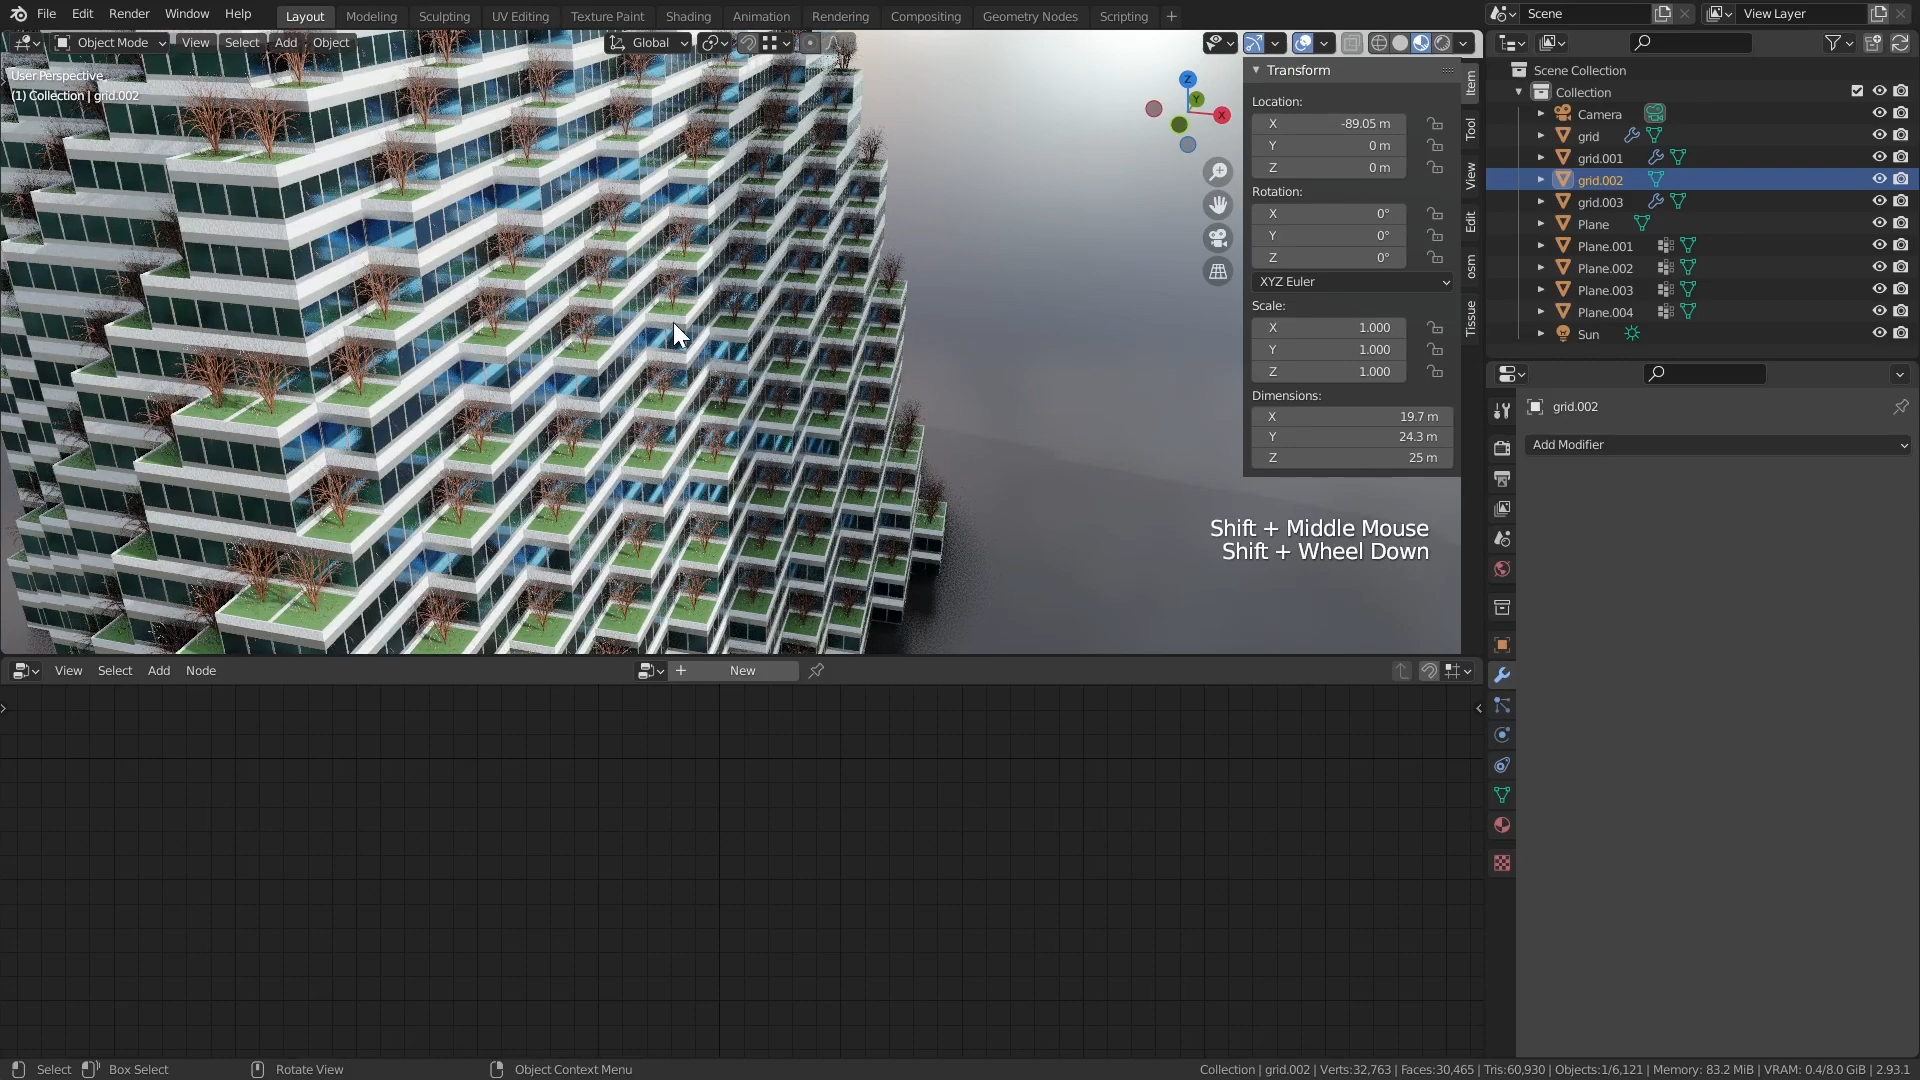 File Edit Render Window Help Layout Modeling Sculpting UV Editing Texture Paint Shading Animation Rendering Compositing Geometry Nodes Scripting + Scene View Layer
Object Mode View Select Add Object Global
User Perspective
(1) Collection | grid.002
Z
Y
X
Transform
Location:
X -89.05 m
Y 0 m
Z 0 m
Rotation:
X 0°
Y 0°
Z 0°
XYZ Euler
Scale:
X 1.000
Y 1.000
Z 1.000
Dimensions:
X 19.7 m
Y 24.3 m
Z 25 m
Item
Tool
View
Edit
osm
Tissue
Shift + Middle Mouse
Shift + Wheel Down
Scene Collection
Collection
Camera
grid
grid.001
grid.002
grid.003
Plane
Plane.001
Plane.002
Plane.003
Plane.004
Sun
grid.002
Add Modifier
View Select Add Node + New
Select Box Select Rotate View Object Context Menu
Collection | grid.002 | Verts:32,763 | Faces:30,465 | Tris:60,930 | Objects:1/6,121 | Memory: 83.2 MiB | VRAM: 0.4/8.0 GiB | 2.93.1